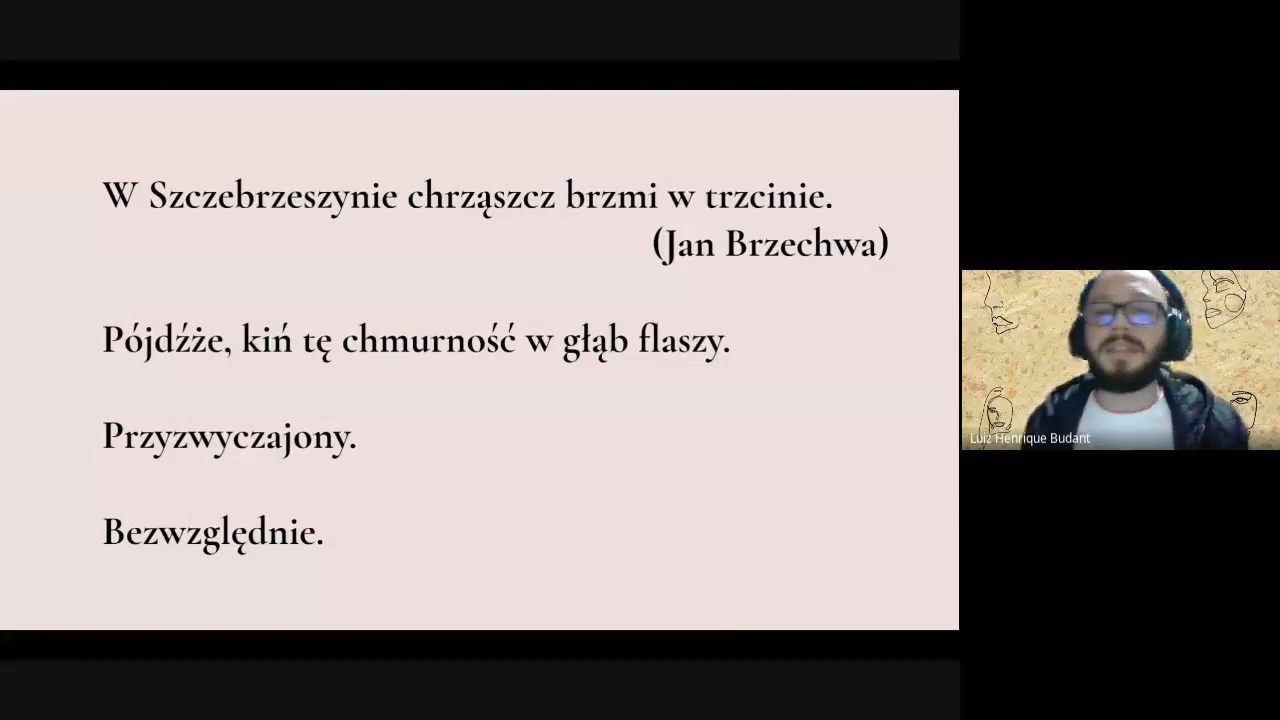 W Szczebrzeszynie chrząszcz brzmi w trzcinie.
(Jan Brzechwa)
Pójdźże, kiń tę chmurność w głąb flaszy.
Przyzwyczajony.
Bezwzględnie.
Luiz Henrique Budant